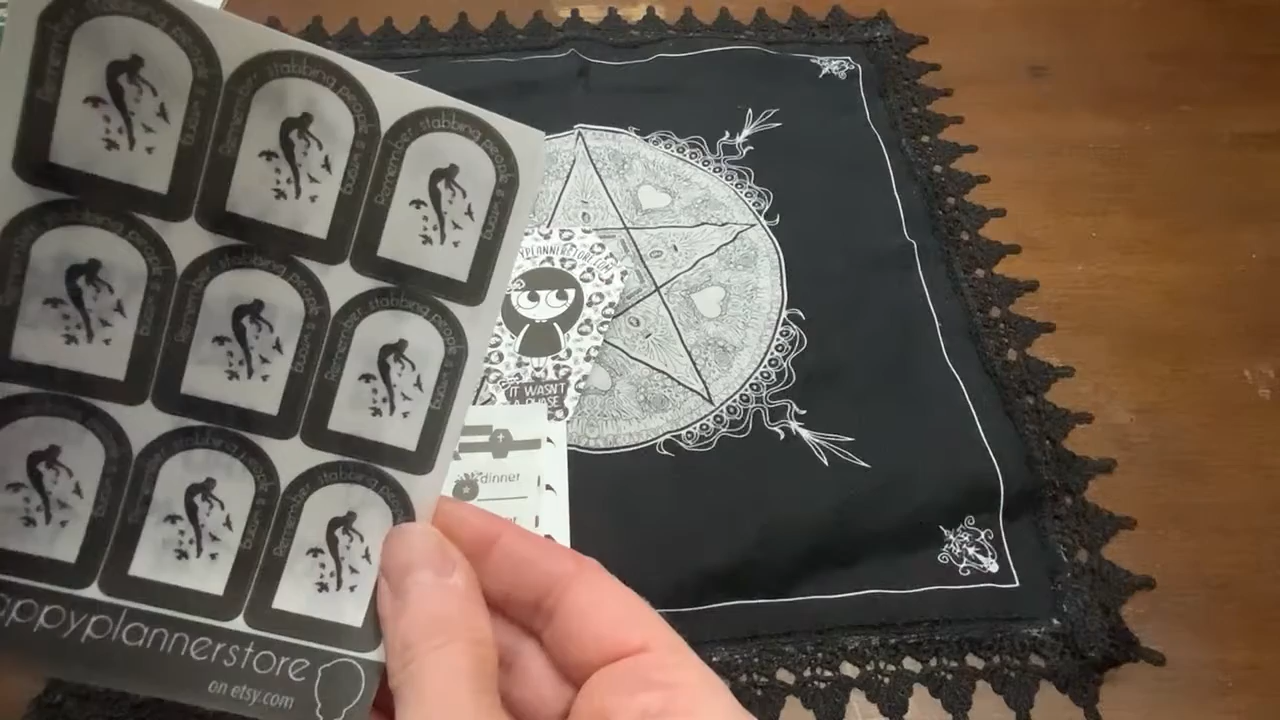 Remember stabbing people is wrong
Remember stabbing people is wrong
Remember stabbing people is wrong
Remember stabbing people is wrong
Remember stabbing people is wrong
Remember stabbing people is wrong
Remember stabbing people is wrong
Remember stabbing people is wrong
Remember stabbing people is wrong
appyplannerstore
on etsy.com
YPLANNERSTORE.COM
IT WASN'T
A PHASE
dinner